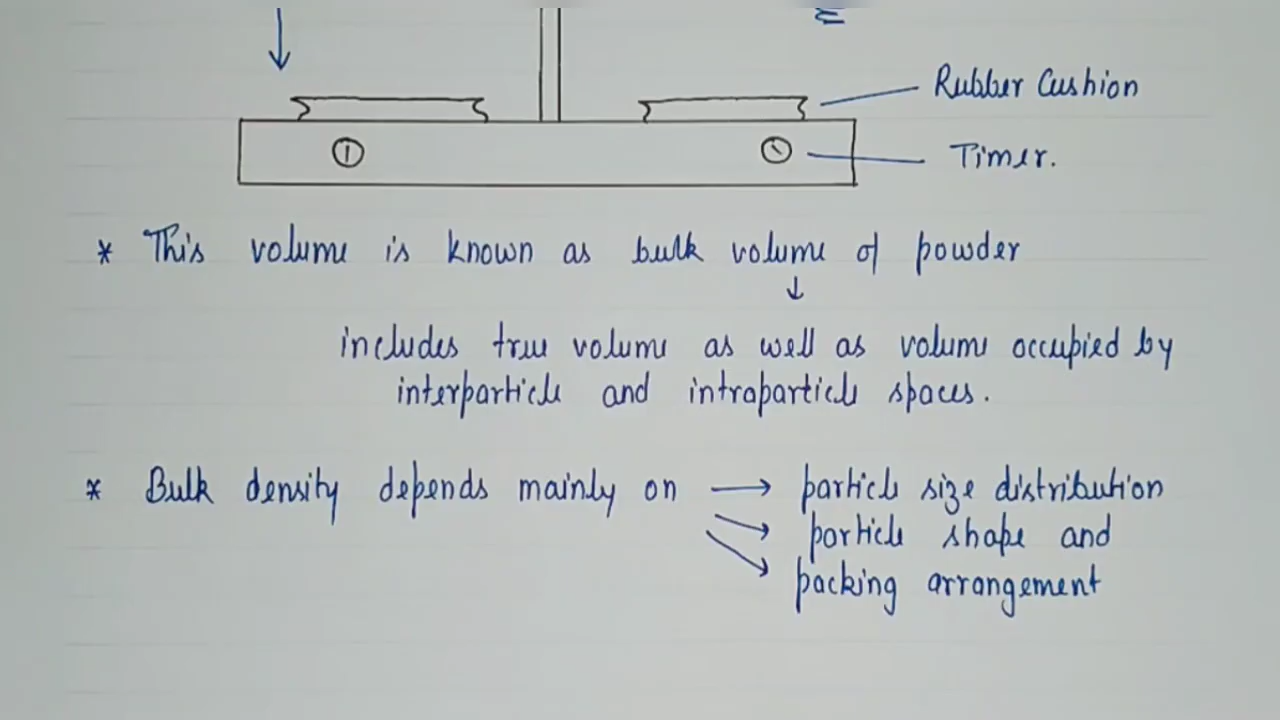 Rubber Cushion
Timer.
* This volume is known as bulk volume of powder
↓
includes true volume as well as volume occupied by
interparticle and intraparticle spaces.
* Bulk density depends mainly on → particle size distribution
→ particle shape and
→ packing arrangement